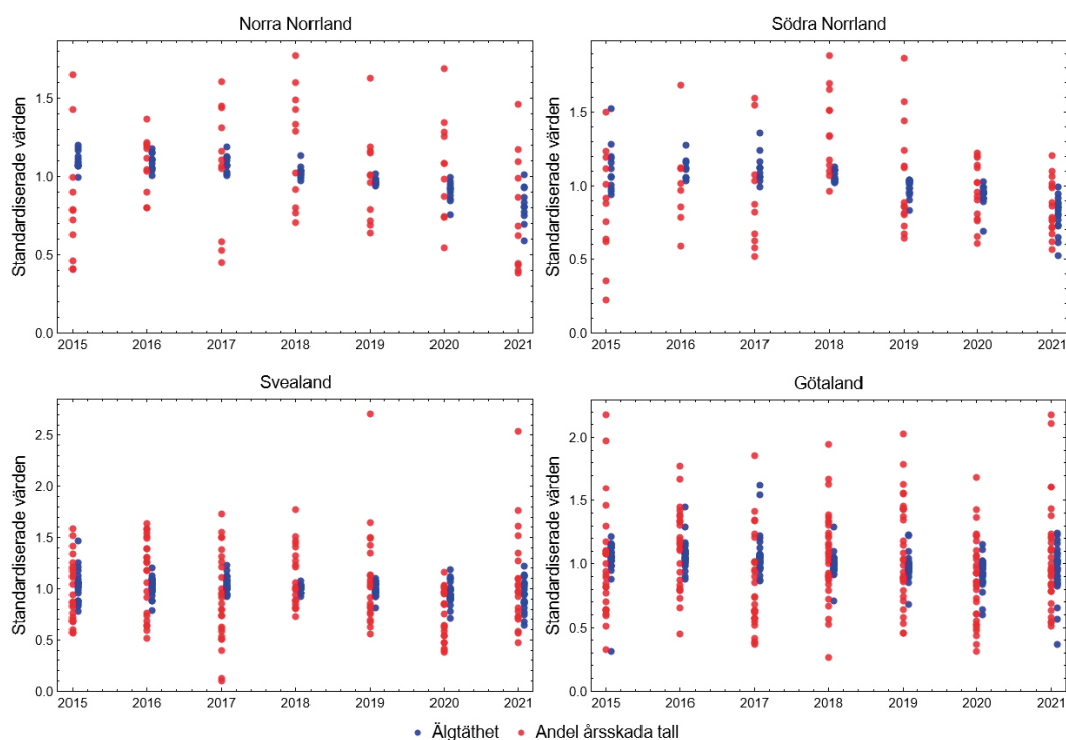 Norra Norrland
Södra Norrland
Standardiserade värden
1.5
1.0
0.5
0.0
2015 2016 2017 2018 2019 2020 2021
Standardiserade värden
1.5
1.0
0.5
0.0
2015 2016 2017 2018 2019 2020 2021
Svealand
Götaland
Standardiserade värden
2.5
2.0
1.5
1.0
0.5
0.0
2015 2016 2017 2018 2019 2020 2021
Standardiserade värden
2.0
1.5
1.0
0.5
0.0
2015 2016 2017 2018 2019 2020 2021
Älgtäthet Andel årsskada tall